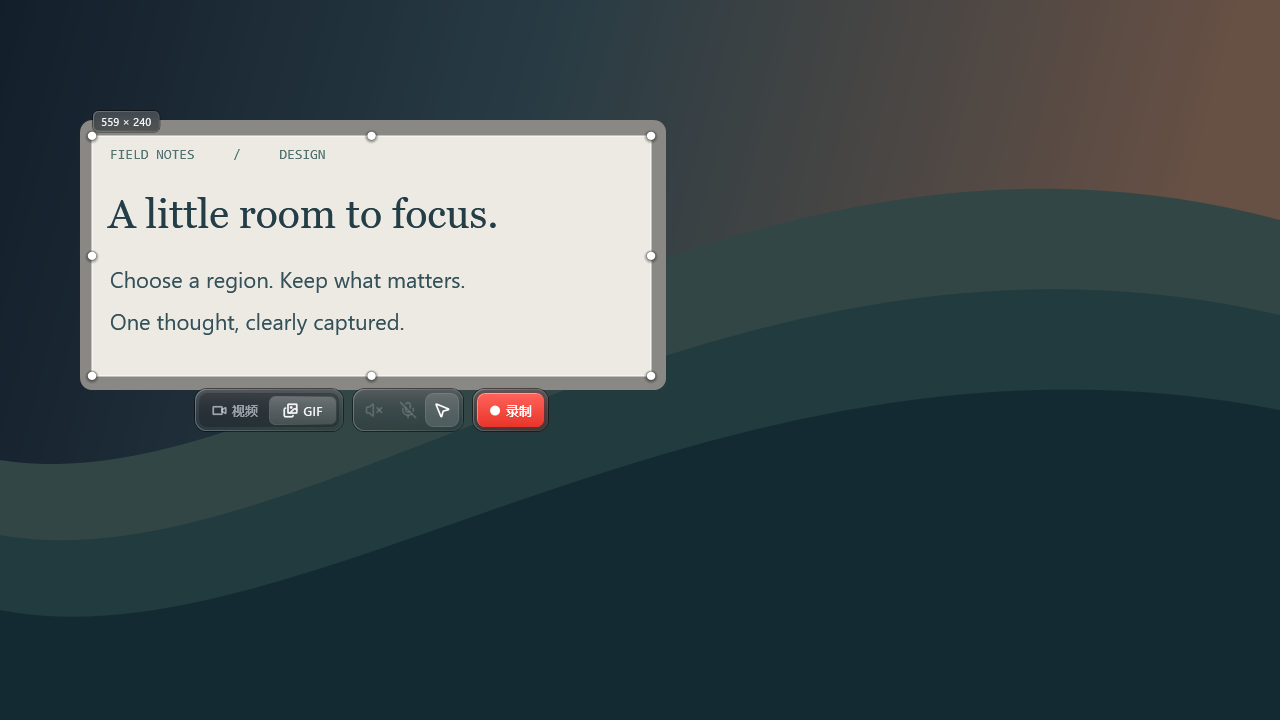 559 × 240
FIELD NOTES / DESIGN
A little room to focus.
Choose a region. Keep what matters.
One thought, clearly captured.
视频 GIF 录制